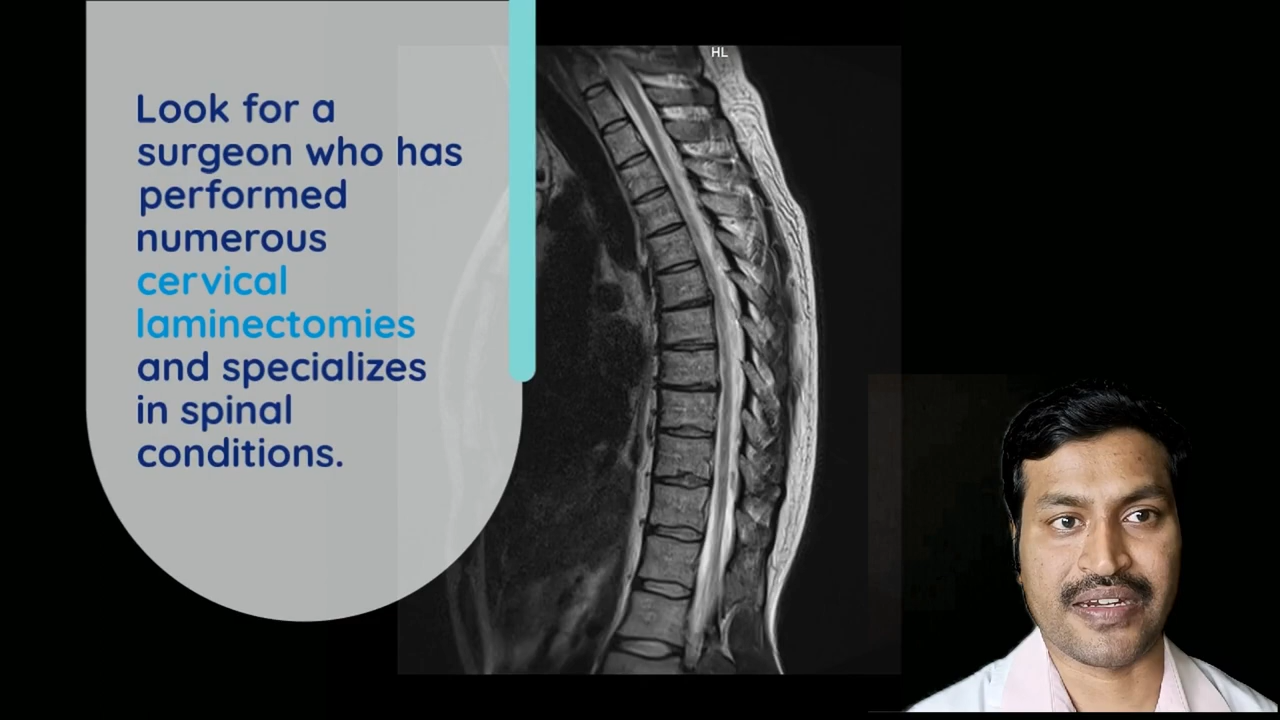 Look for a
surgeon who has
performed
numerous
cervical
laminectomies
and specializes
in spinal
conditions.
HL